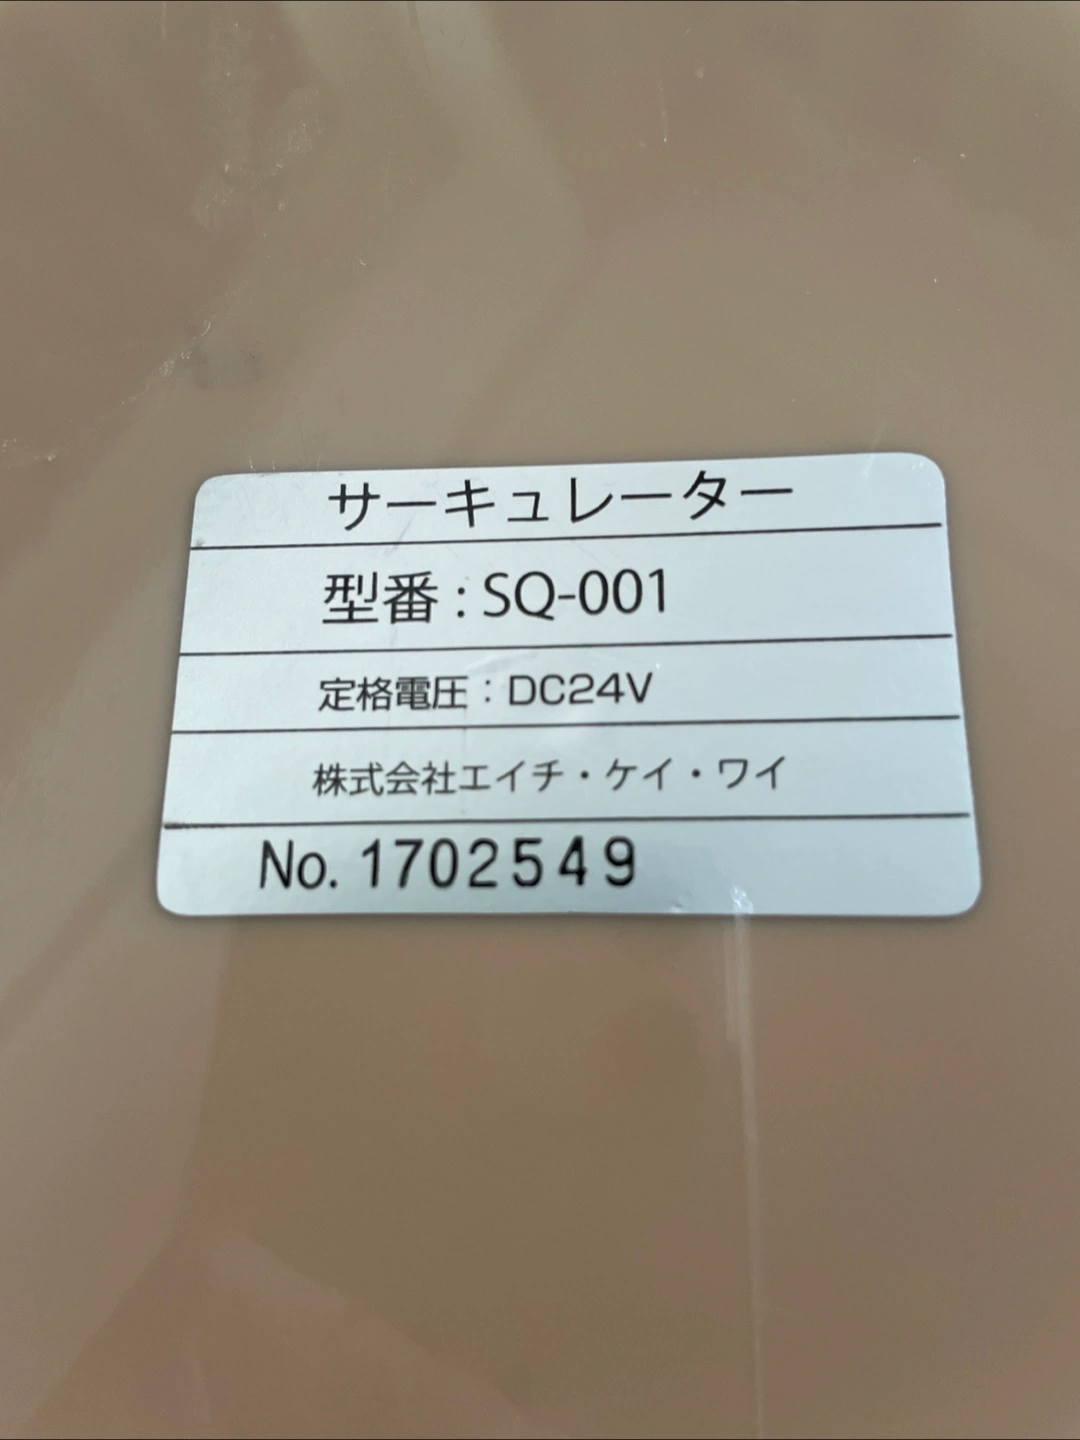 サーキュレーター
型番：SQ-001
定格電圧：DC24V
株式会社エイチ・ケイ・ワイ
No. 1702549